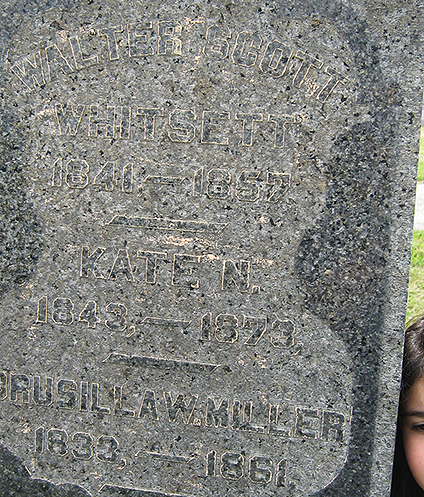 WALTER SCOTT
WHITSETT
1841.—1857.
KATE N.
1843.—1873.
DRUSILLA W. MILLER
1833.—1861.